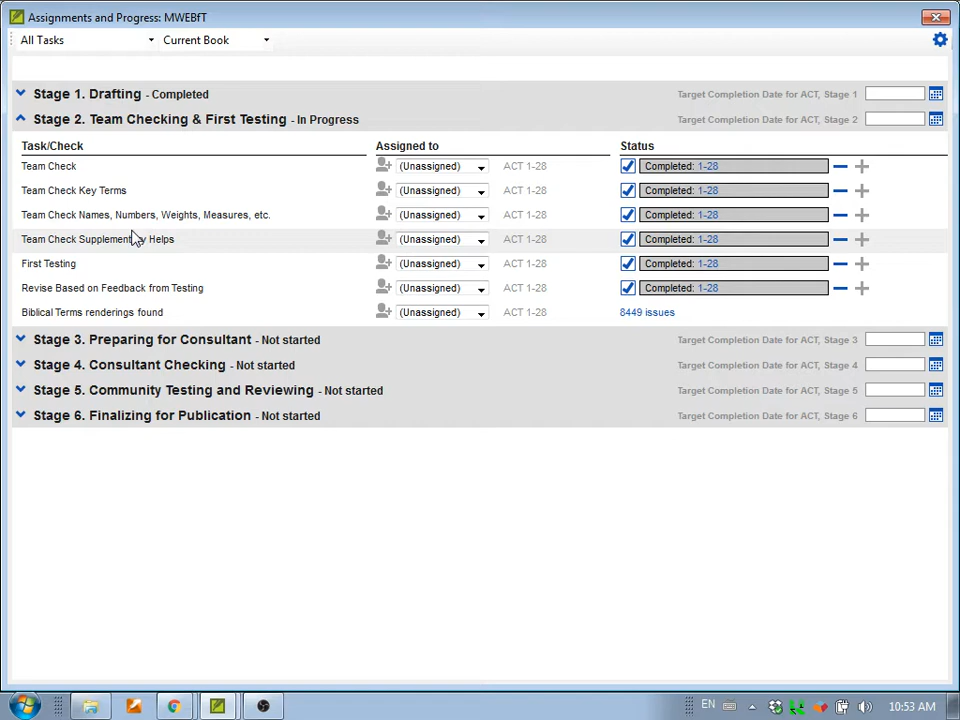 Assignments and Progress: MWEBfT
All Tasks Current Book
Stage 1. Drafting - Completed Target Completion Date for ACT, Stage 1
Stage 2. Team Checking & First Testing - In Progress Target Completion Date for ACT, Stage 2
Task/Check Assigned to Status
Team Check (Unassigned) ACT 1-28 Completed: 1-28
Team Check Key Terms (Unassigned) ACT 1-28 Completed: 1-28
Team Check Names, Numbers, Weights, Measures, etc. (Unassigned) ACT 1-28 Completed: 1-28
Team Check Supplementary Helps (Unassigned) ACT 1-28 Completed: 1-28
First Testing (Unassigned) ACT 1-28 Completed: 1-28
Revise Based on Feedback from Testing (Unassigned) ACT 1-28 Completed: 1-28
Biblical Terms renderings found (Unassigned) ACT 1-28 8449 issues
Stage 3. Preparing for Consultant - Not started Target Completion Date for ACT, Stage 3
Stage 4. Consultant Checking - Not started Target Completion Date for ACT, Stage 4
Stage 5. Community Testing and Reviewing - Not started Target Completion Date for ACT, Stage 5
Stage 6. Finalizing for Publication - Not started Target Completion Date for ACT, Stage 6
EN 10:53 AM